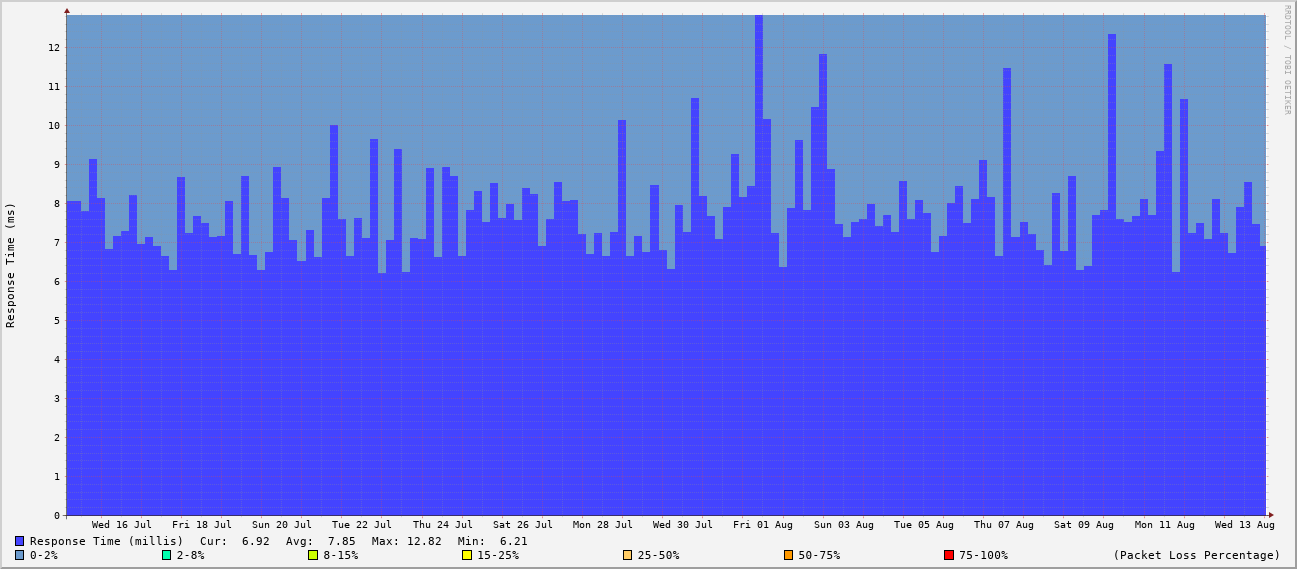 RRDTOOL / TOBI OETIKER
Response Time (ms)
12
11
10
9
8
7
6
5
4
3
2
1
0
Wed 16 Jul Fri 18 Jul Sun 20 Jul Tue 22 Jul Thu 24 Jul Sat 26 Jul Mon 28 Jul Wed 30 Jul Fri 01 Aug Sun 03 Aug Tue 05 Aug Thu 07 Aug Sat 09 Aug Mon 11 Aug Wed 13 Aug
Response Time (millis) Cur: 6.92 Avg: 7.85 Max: 12.82 Min: 6.21
0-2% 2-8% 8-15% 15-25% 25-50% 50-75% 75-100% (Packet Loss Percentage)